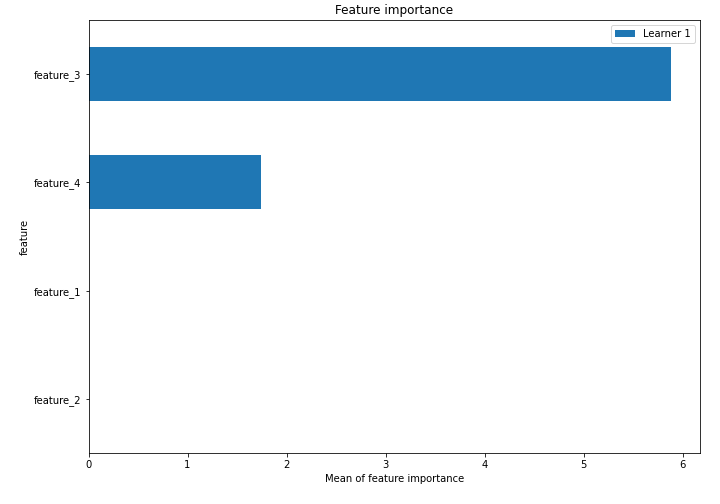 Feature importance
Learner 1
feature_3
feature_4
feature_1
feature_2
feature
0 1 2 3 4 5 6
Mean of feature importance